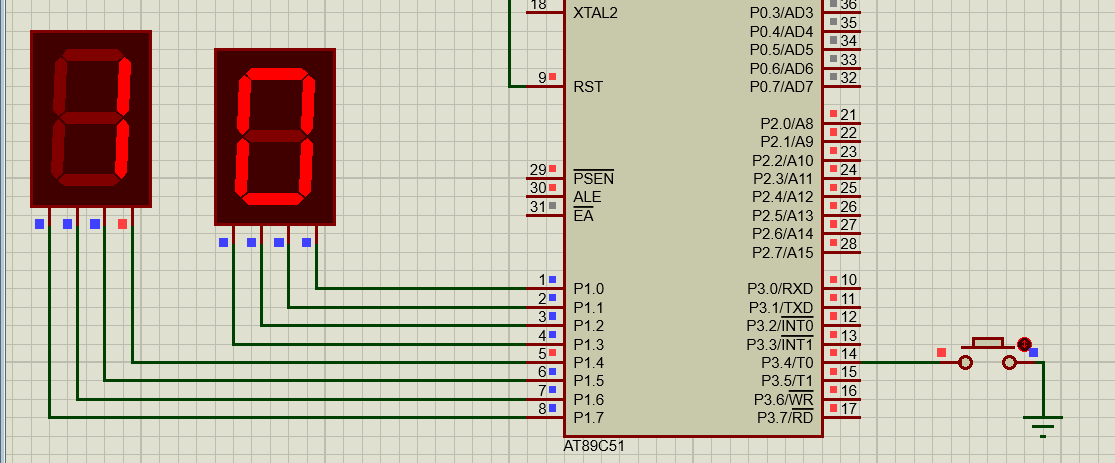 18 XTAL2 P0.3/AD3 36
P0.4/AD4 35
P0.5/AD5 34
P0.6/AD6 33
9 RST P0.7/AD7 32
P2.0/A8 21
P2.1/A9 22
P2.2/A10 23
29 PSEN P2.3/A11 24
30 ALE P2.4/A12 25
31 EA P2.5/A13 26
P2.6/A14 27
P2.7/A15 28
1 P1.0 P3.0/RXD 10
2 P1.1 P3.1/TXD 11
3 P1.2 P3.2/INT0 12
4 P1.3 P3.3/INT1 13
5 P1.4 P3.4/T0 14
6 P1.5 P3.5/T1 15
7 P1.6 P3.6/WR 16
8 P1.7 P3.7/RD 17
AT89C51
1 0